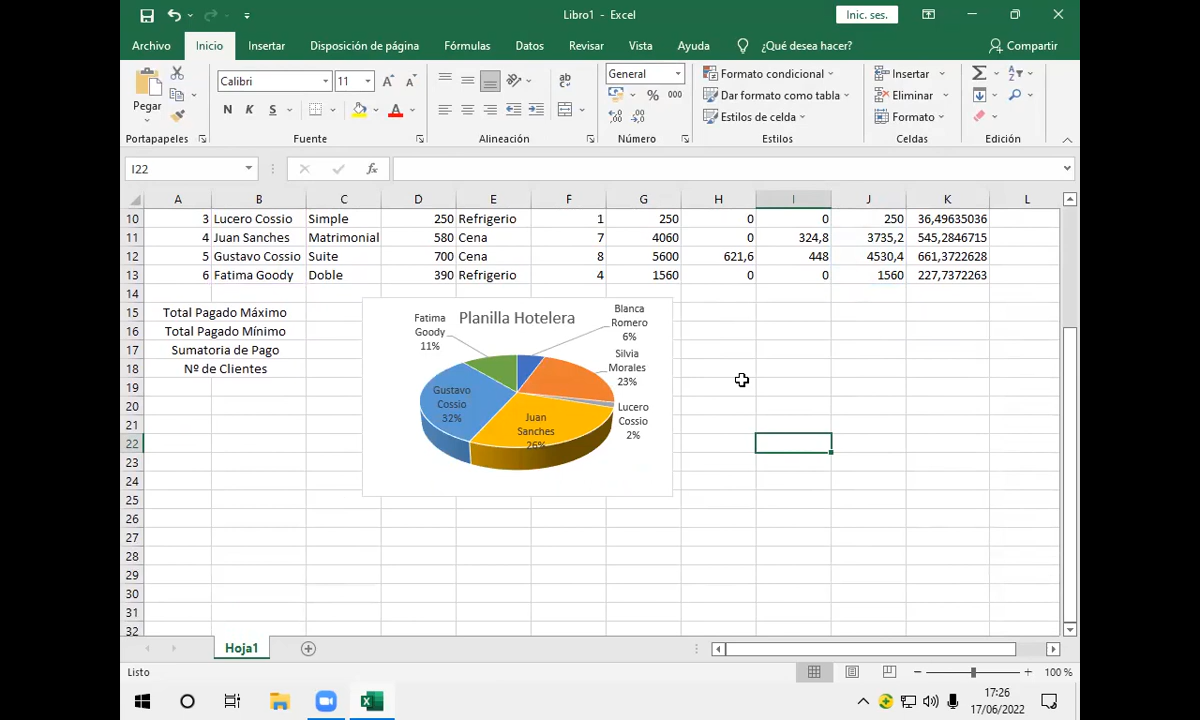 Libro1 - Excel
Inic. ses.
Archivo Inicio Insertar Disposición de página Fórmulas Datos Revisar Vista Ayuda ¿Qué desea hacer? Compartir
Pegar
Calibri 11
N K S
General
% 000
Formato condicional
Dar formato como tabla
Estilos de celda
Insertar
Eliminar
Formato
Portapapeles Fuente Alineación Número Estilos Celdas Edición
I22 fx
A B C D E F G H I J K L
10 3 Lucero Cossio Simple 250 Refrigerio 1 250 0 0 250 36,49635036
11 4 Juan Sanches Matrimonial 580 Cena 7 4060 0 324,8 3735,2 545,2846715
12 5 Gustavo Cossio Suite 700 Cena 8 5600 621,6 448 4530,4 661,3722628
13 6 Fatima Goody Doble 390 Refrigerio 4 1560 0 0 1560 227,7372263
14
15 Total Pagado Máximo
16 Total Pagado Mínimo
17 Sumatoria de Pago
18 Nº de Clientes
19
20
21
22
23
24
25
26
27
28
29
30
31
32
Planilla Hotelera
Blanca
Romero
6%
Silvia
Morales
23%
Lucero
Cossio
2%
Juan
Sanches
26%
Gustavo
Cossio
32%
Fatima
Goody
11%
Hoja1
Listo
100 %
17:26
17/06/2022